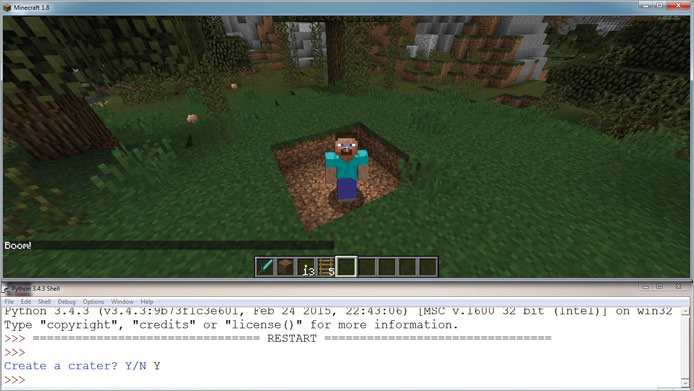 Minecraft 1.8
Boom!
13 5
Python 3.4.3 Shell
File Edit Shell Debug Options Window Help
Python 3.4.3 (v3.4.3:9b73f1c3e601, Feb 24 2015, 22:43:06) [MSC v.1600 32 bit (Intel)] on win32
Type "copyright", "credits" or "license()" for more information.
>>> ================================ RESTART ================================
>>>
Create a crater? Y/N Y
>>>